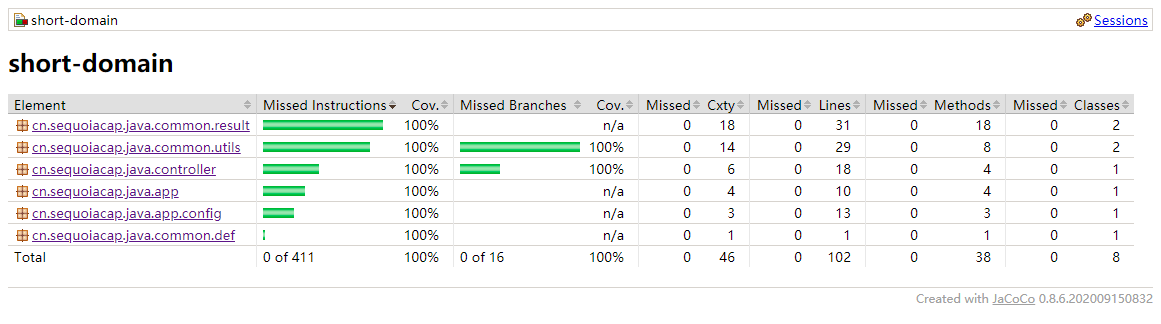 short-domain Sessions
short-domain
Element Missed Instructions Cov. Missed Branches Cov. Missed Cxty Missed Lines Missed Methods Missed Classes
cn.sequoiacap.java.common.result 100% n/a 0 18 0 31 0 18 0 2
cn.sequoiacap.java.common.utils 100% 100% 0 14 0 29 0 8 0 2
cn.sequoiacap.java.controller 100% 100% 0 6 0 18 0 4 0 1
cn.sequoiacap.java.app 100% n/a 0 4 0 10 0 4 0 1
cn.sequoiacap.java.app.config 100% n/a 0 3 0 13 0 3 0 1
cn.sequoiacap.java.common.def 100% n/a 0 1 0 1 0 1 0 1
Total 0 of 411 100% 0 of 16 100% 0 46 0 102 0 38 0 8
Created with JaCoCo 0.8.6.202009150832